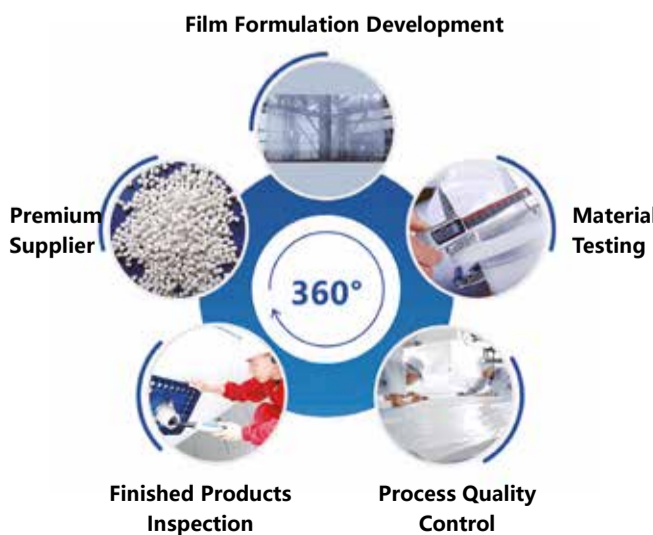 Film Formulation Development
Premium
Supplier
Material
Testing
360°
Finished Products
Inspection
Process Quality
Control